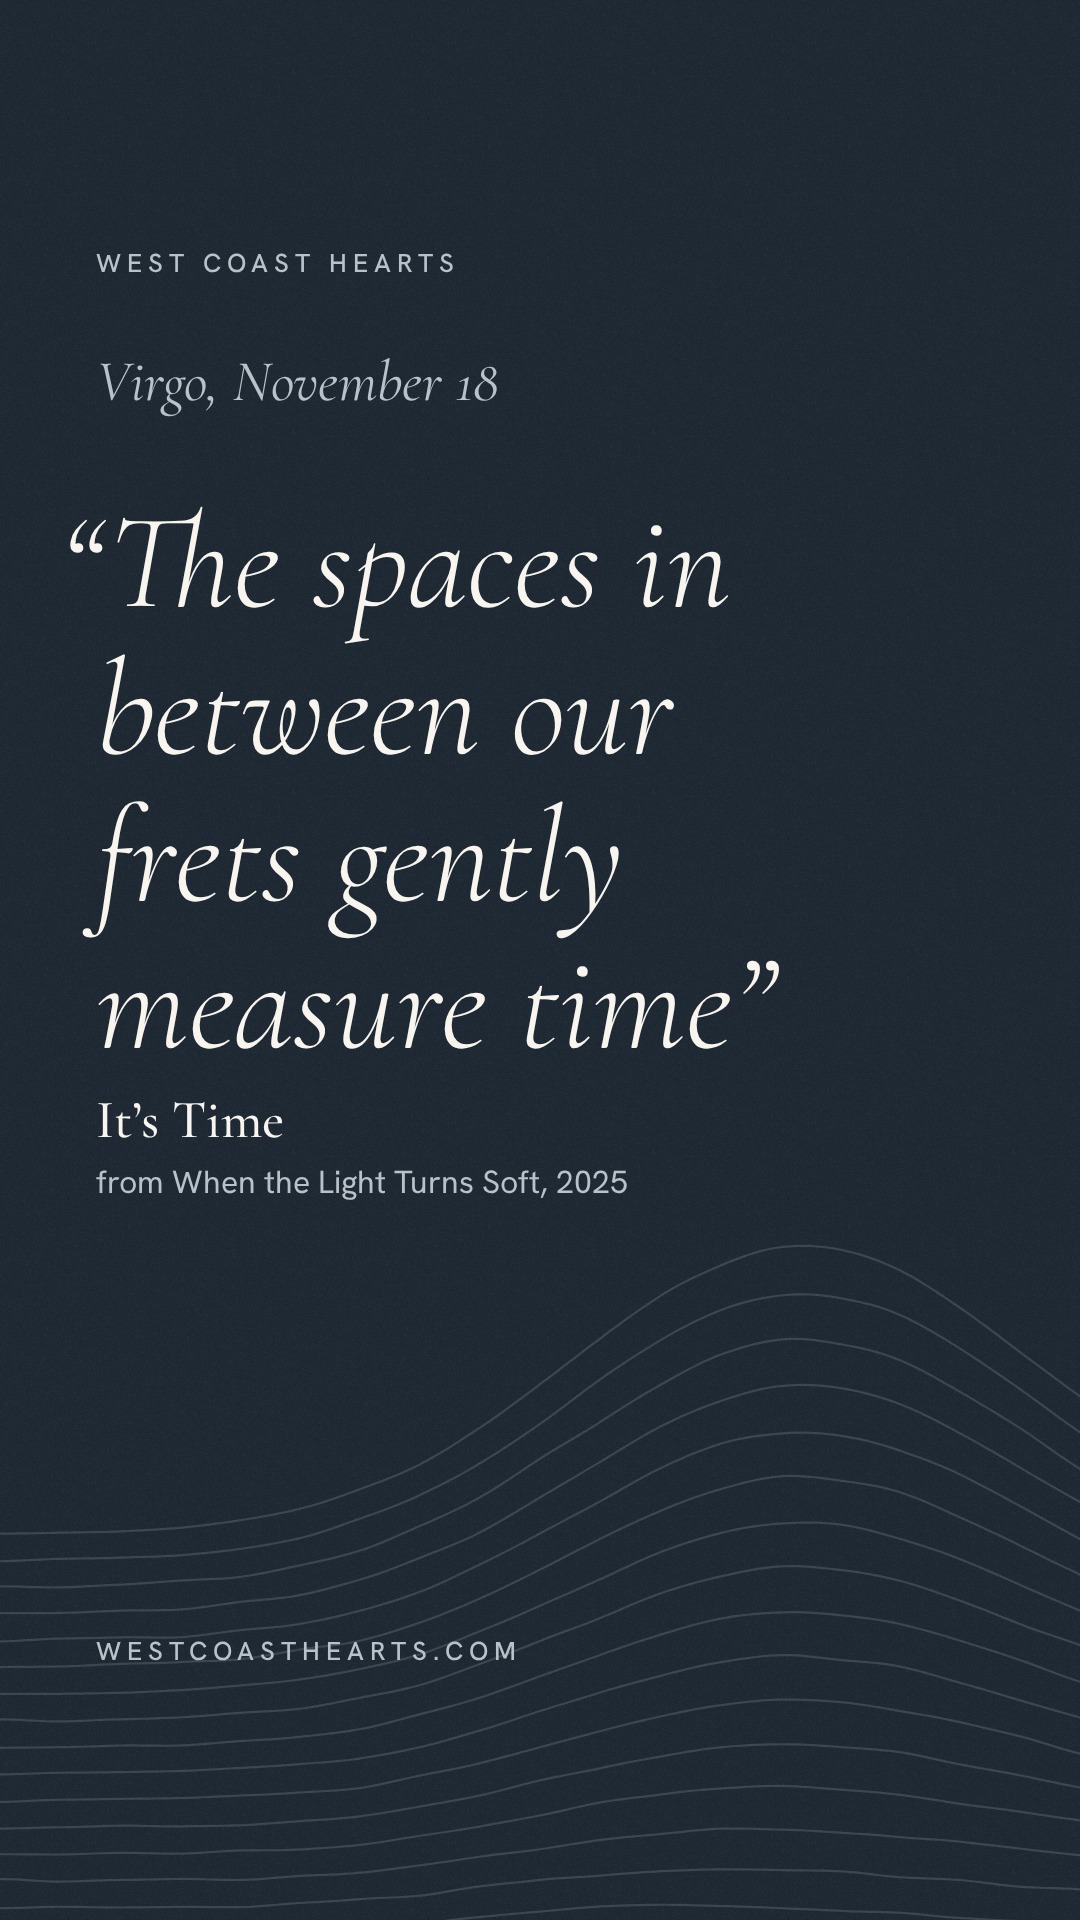 WEST COAST HEARTS
Virgo, November 18
“The spaces in
between our
frets gently
measure time”
It’s Time
from When the Light Turns Soft, 2025
WESTCOASTHEARTS.COM